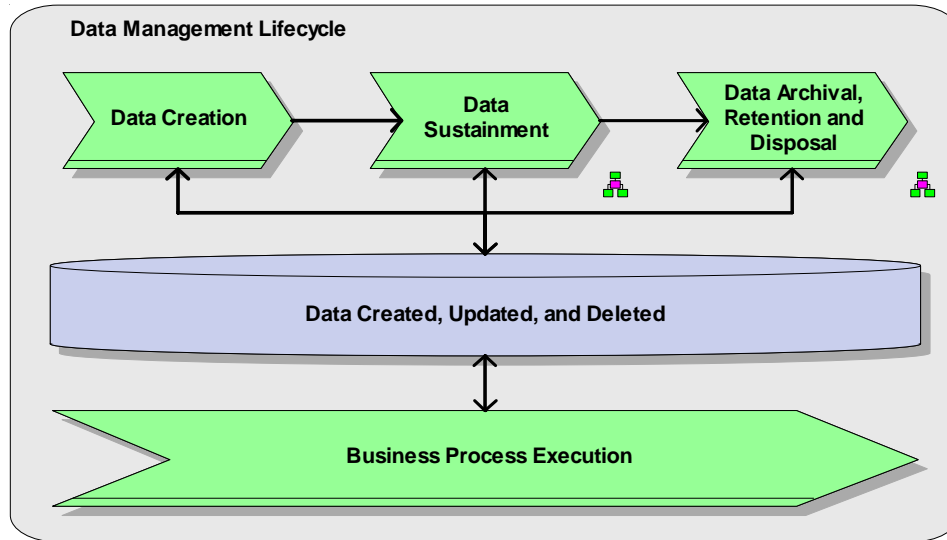 Data Management Lifecycle
Data Creation
Data
Sustainment
Data Archival,
Retention and
Disposal
Data Created, Updated, and Deleted
Business Process Execution